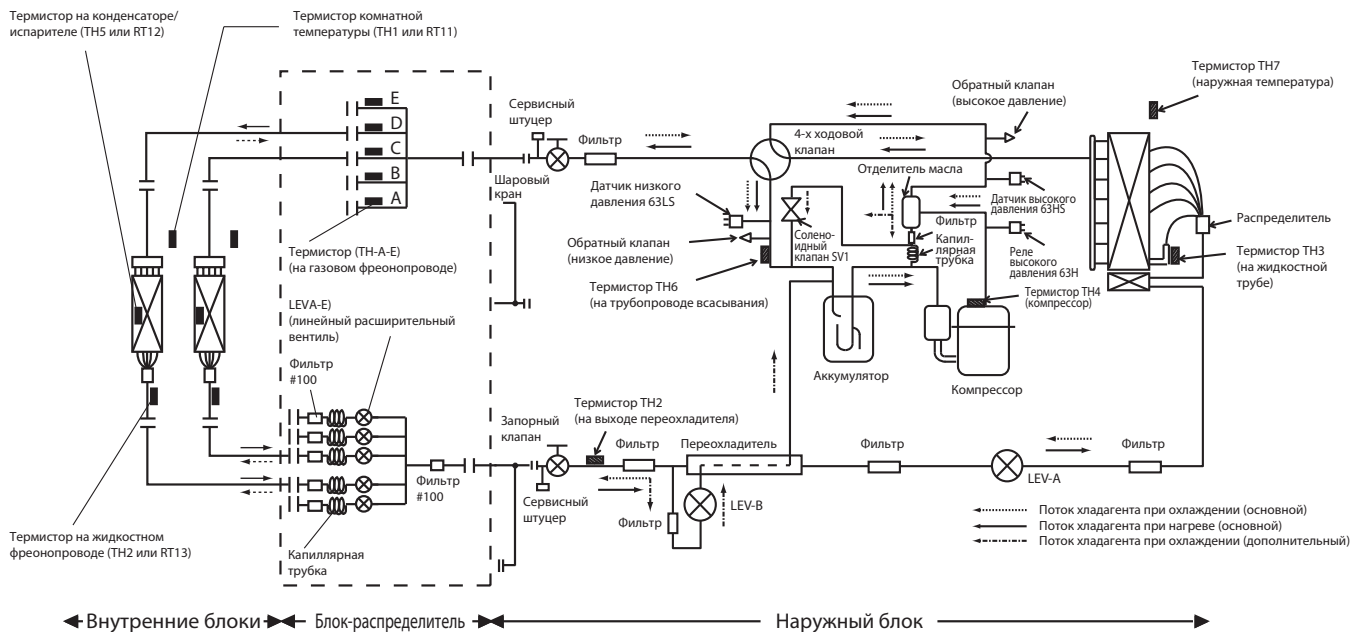 Термистор на конденсаторе/
испарителе (TH5 или RT12)
Термистор комнатной
температуры (TH1 или RT11)
E
D
C
B
A
Термистор (TH-A-E)
(на газовом фреонопроводе)
LEVA-E)
(линейный расширительный
вентиль)
Фильтр
#100
Фильтр
#100
Капиллярная
трубка
Термистор на жидкостном
фреонопроводе (TH2 или RT13)
Сервисный
штуцер
Фильтр
Шаровый
кран
Датчик низкого
давления 63LS
Обратный клапан
(низкое давление)
Термистор TH6
(на трубопроводе всасывания)
4-х ходовой
клапан
Отделитель масла
Солено-
идный
клапан SV1
Фильтр
Капил-
лярная
трубка
Обратный клапан
(высокое давление)
Датчик высокого
давления 63HS
Реле
высокого
давления 63H
Термистор TH4
(компрессор)
Аккумулятор
Компрессор
Термистор TH7
(наружная температура)
Распределитель
Термистор TH3
(на жидкостной
трубе)
Запорный
клапан
Термистор TH2
(на выходе переохладителя)
Фильтр
Переохладитель
Фильтр
Фильтр
LEV-A
LEV-B
Сервисный
штуцер
Фильтр
Поток хладагента при охлаждении (основной)
Поток хладагента при нагреве (основной)
Поток хладагента при охлаждении (дополнительный)
Внутренние блоки
Блок-распределитель
Наружный блок